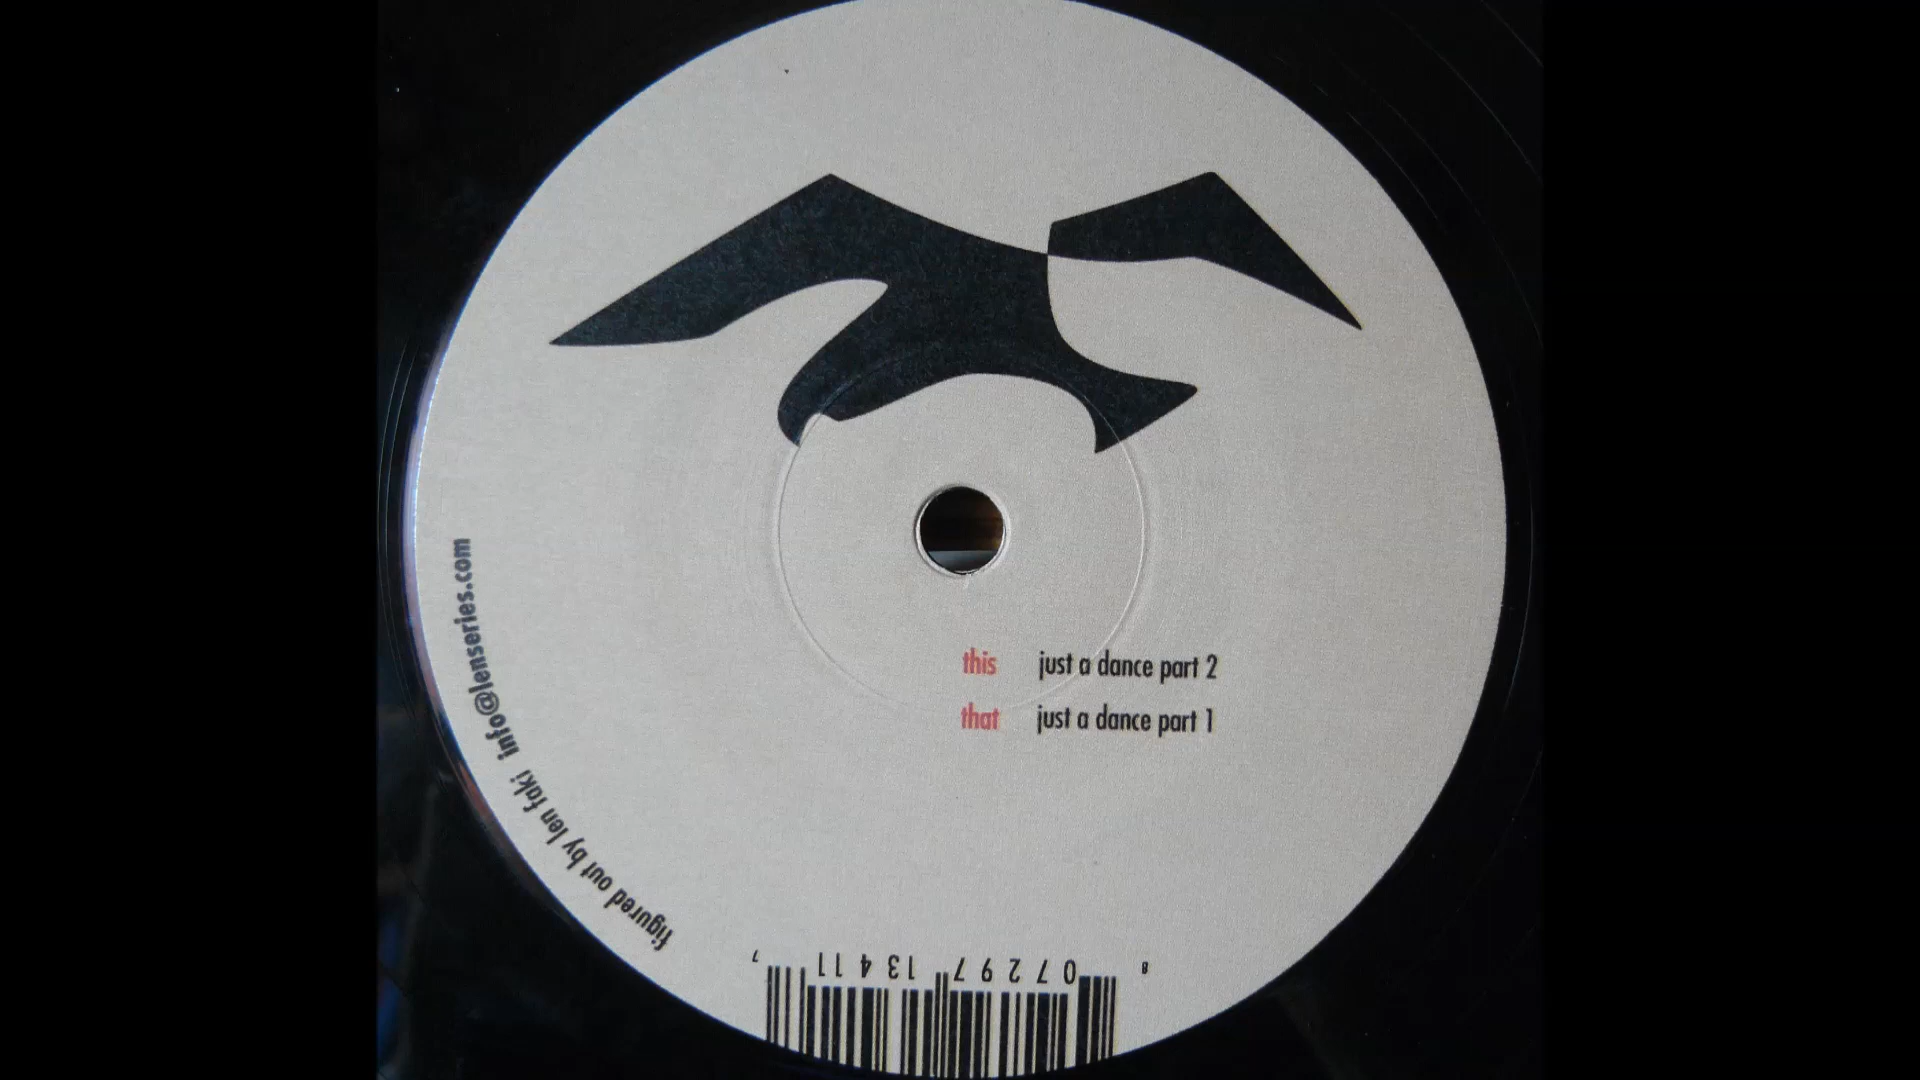 this just a dance part 2
that just a dance part 1
figured out by len faki info@lenseries.com
8 07297 13411 7